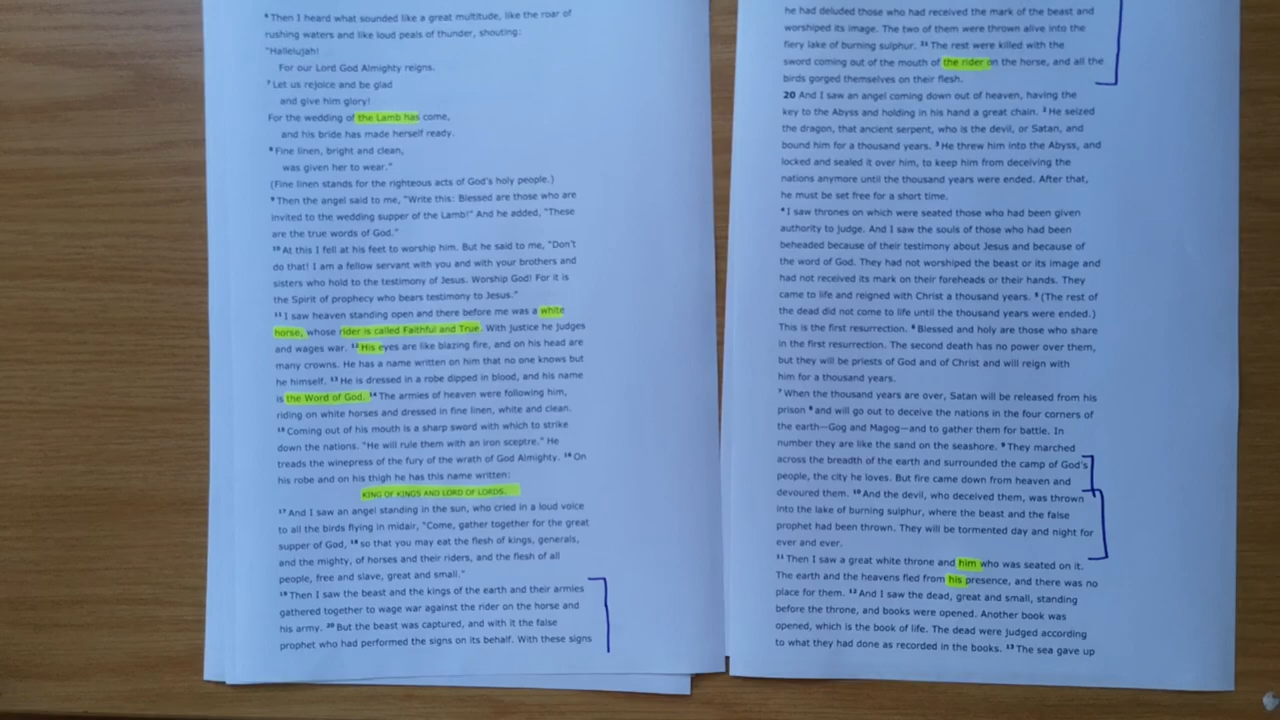 ⁶ Then I heard what sounded like a great multitude, like the roar of
rushing waters and like loud peals of thunder, shouting:
"Hallelujah!
For our Lord God Almighty reigns.
⁷ Let us rejoice and be glad
and give him glory!
For the wedding of the Lamb has come,
and his bride has made herself ready.
⁸ Fine linen, bright and clean,
was given her to wear."
(Fine linen stands for the righteous acts of God's holy people.)
⁹ Then the angel said to me, "Write this: Blessed are those who are
invited to the wedding supper of the Lamb!" And he added, "These
are the true words of God."
¹⁰ At this I fell at his feet to worship him. But he said to me, "Don't
do that! I am a fellow servant with you and with your brothers and
sisters who hold to the testimony of Jesus. Worship God! For it is
the Spirit of prophecy who bears testimony to Jesus."
¹¹ I saw heaven standing open and there before me was a white
horse, whose rider is called Faithful and True. With justice he judges
and wages war. ¹² His eyes are like blazing fire, and on his head are
many crowns. He has a name written on him that no one knows but
he himself. ¹³ He is dressed in a robe dipped in blood, and his name
is the Word of God. ¹⁴ The armies of heaven were following him,
riding on white horses and dressed in fine linen, white and clean.
¹⁵ Coming out of his mouth is a sharp sword with which to strike
down the nations. "He will rule them with an iron sceptre." He
treads the winepress of the fury of the wrath of God Almighty. ¹⁶ On
his robe and on his thigh he has this name written:
KING OF KINGS AND LORD OF LORDS.
¹⁷ And I saw an angel standing in the sun, who cried in a loud voice
to all the birds flying in midair, "Come, gather together for the great
supper of God, ¹⁸ so that you may eat the flesh of kings, generals,
and the mighty, of horses and their riders, and the flesh of all
people, free and slave, great and small."
¹⁹ Then I saw the beast and the kings of the earth and their armies
gathered together to wage war against the rider on the horse and
his army. ²⁰ But the beast was captured, and with it the false
prophet who had performed the signs on its behalf. With these signs
he had deluded those who had received the mark of the beast and
worshiped its image. The two of them were thrown alive into the
fiery lake of burning sulphur. ²¹ The rest were killed with the
sword coming out of the mouth of the rider on the horse, and all the
birds gorged themselves on their flesh.
20 And I saw an angel coming down out of heaven, having the
key to the Abyss and holding in his hand a great chain. ² He seized
the dragon, that ancient serpent, who is the devil, or Satan, and
bound him for a thousand years. ³ He threw him into the Abyss, and
locked and sealed it over him, to keep him from deceiving the
nations anymore until the thousand years were ended. After that,
he must be set free for a short time.
⁴ I saw thrones on which were seated those who had been given
authority to judge. And I saw the souls of those who had been
beheaded because of their testimony about Jesus and because of
the word of God. They had not worshiped the beast or its image and
had not received its mark on their foreheads or their hands. They
came to life and reigned with Christ a thousand years. ⁵ (The rest of
the dead did not come to life until the thousand years were ended.)
This is the first resurrection. ⁶ Blessed and holy are those who share
in the first resurrection. The second death has no power over them,
but they will be priests of God and of Christ and will reign with
him for a thousand years.
⁷ When the thousand years are over, Satan will be released from his
prison ⁸ and will go out to deceive the nations in the four corners of
the earth—Gog and Magog—and to gather them for battle. In
number they are like the sand on the seashore. ⁹ They marched
across the breadth of the earth and surrounded the camp of God's
people, the city he loves. But fire came down from heaven and
devoured them. ¹⁰ And the devil, who deceived them, was thrown
into the lake of burning sulphur, where the beast and the false
prophet had been thrown. They will be tormented day and night for
ever and ever.
¹¹ Then I saw a great white throne and him who was seated on it.
The earth and the heavens fled from his presence, and there was no
place for them. ¹² And I saw the dead, great and small, standing
before the throne, and books were opened. Another book was
opened, which is the book of life. The dead were judged according
to what they had done as recorded in the books. ¹³ The sea gave up